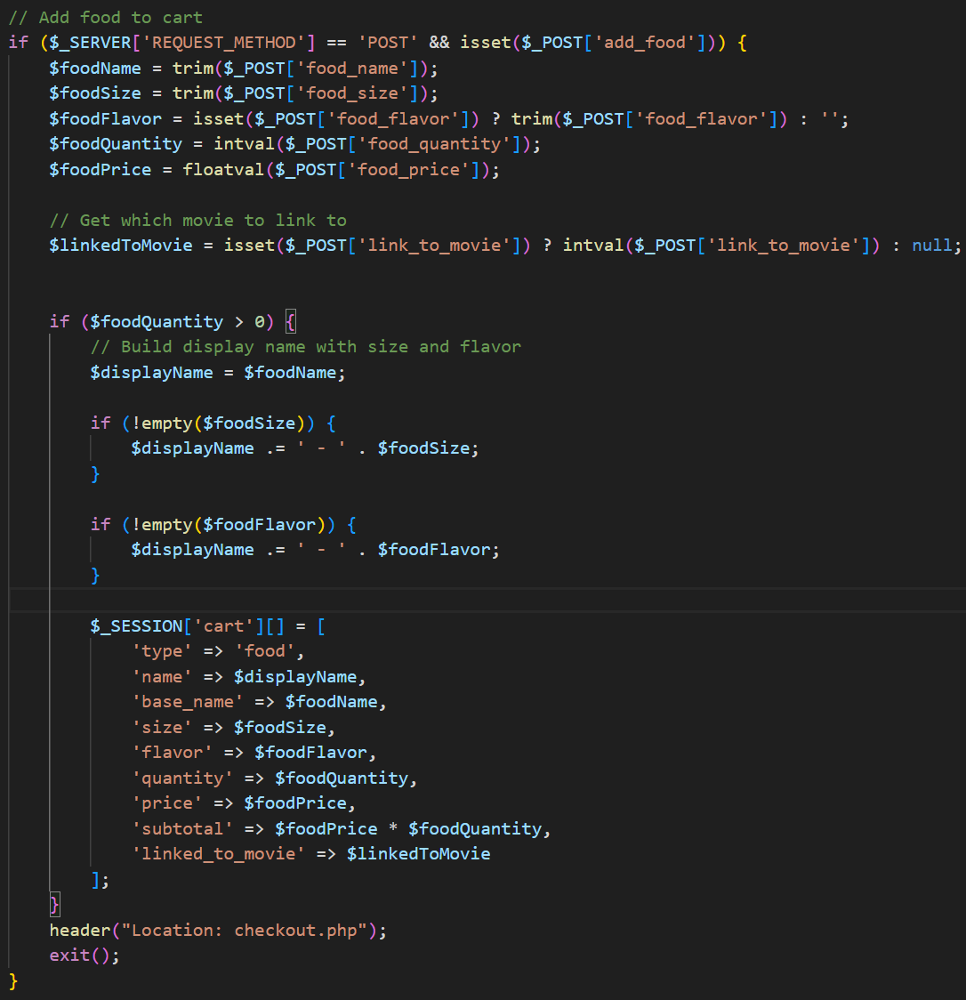 // Add food to cart
if ($_SERVER['REQUEST_METHOD'] == 'POST' && isset($_POST['add_food'])) {
    $foodName = trim($_POST['food_name']);
    $foodSize = trim($_POST['food_size']);
    $foodFlavor = isset($_POST['food_flavor']) ? trim($_POST['food_flavor']) : '';
    $foodQuantity = intval($_POST['food_quantity']);
    $foodPrice = floatval($_POST['food_price']);

    // Get which movie to link to
    $linkedToMovie = isset($_POST['link_to_movie']) ? intval($_POST['link_to_movie']) : null;


    if ($foodQuantity > 0) {
        // Build display name with size and flavor
        $displayName = $foodName;

        if (!empty($foodSize)) {
            $displayName .= ' - ' . $foodSize;
        }

        if (!empty($foodFlavor)) {
            $displayName .= ' - ' . $foodFlavor;
        }

        $_SESSION['cart'][] = [
            'type' => 'food',
            'name' => $displayName,
            'base_name' => $foodName,
            'size' => $foodSize,
            'flavor' => $foodFlavor,
            'quantity' => $foodQuantity,
            'price' => $foodPrice,
            'subtotal' => $foodPrice * $foodQuantity,
            'linked_to_movie' => $linkedToMovie
        ];
    }
    header("Location: checkout.php");
    exit();
}